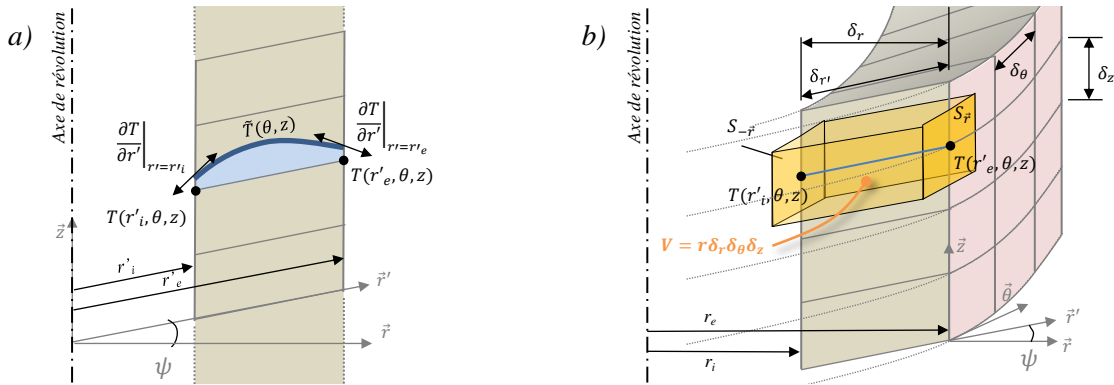 a)
Axe de révolution
∂T/∂r'|r'=r'i
T̃(θ,z)
∂T/∂r'|r'=r'e
T(r'e,θ,z)
T(r'i,θ,z)
z⃗
r'i
r'e
r⃗'
r⃗
ψ
b)
Axe de révolution
δr
δr'
δθ
δz
S-r⃗
Sr⃗
T(r'e,θ,z)
T(r'i,θ,z)
V = rδrδθδz
z⃗
θ⃗
re
r⃗'
r⃗
ri
ψ